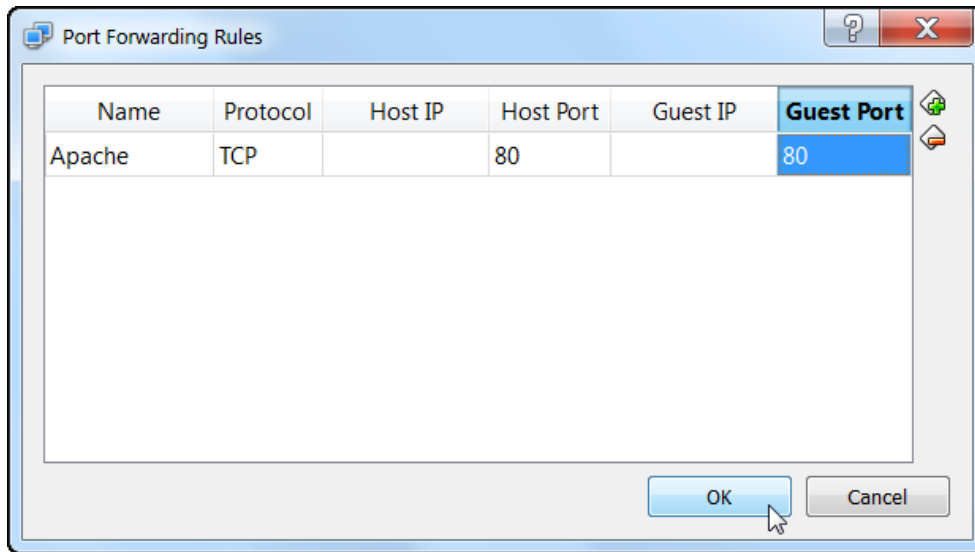 Port Forwarding Rules
Name Protocol Host IP Host Port Guest IP Guest Port
Apache TCP 80 80
OK Cancel